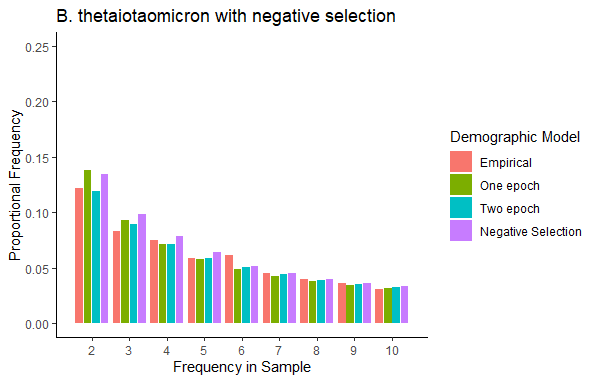 B. thetaiotaomicron with negative selection
0.25
0.20
0.15
0.10
0.05
0.00
Proportional Frequency
2 3 4 5 6 7 8 9 10
Frequency in Sample
Demographic Model
Empirical
One epoch
Two epoch
Negative Selection